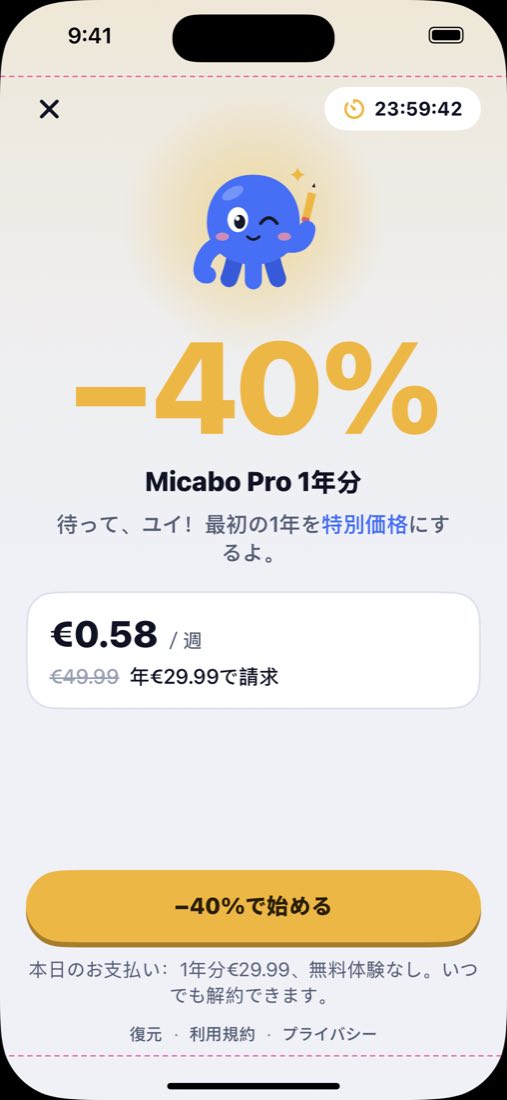 9:41
23:59:42
−40%
Micabo Pro 1年分
待って、ユイ！最初の1年を特別価格にす
るよ。
€0.58 / 週
€49.99 年€29.99で請求
−40%で始める
本日のお支払い：1年分€29.99、無料体験なし。いつ
でも解約できます。
復元 · 利用規約 · プライバシー